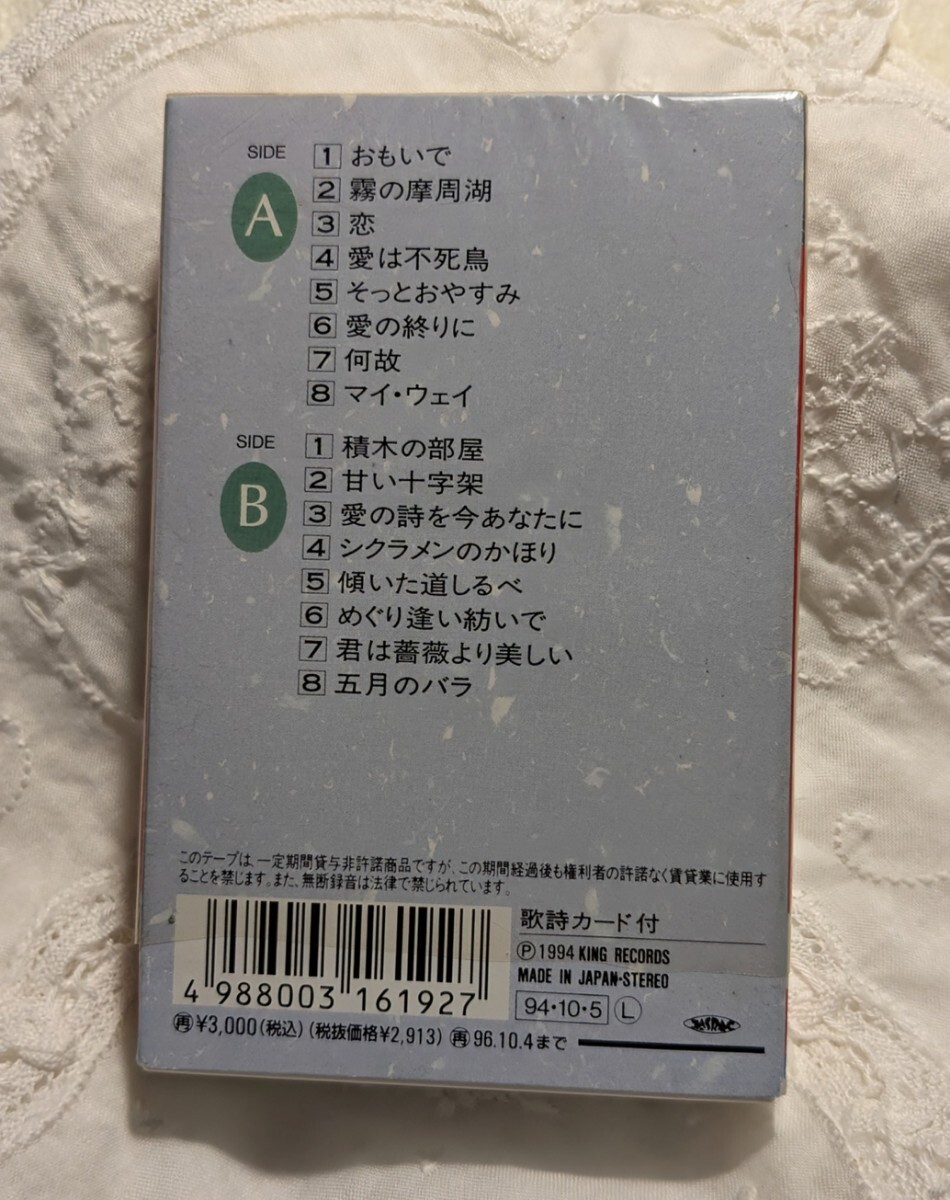 SIDE
A
1 おもいで
2 霧の摩周湖
3 恋
4 愛は不死鳥
5 そっとおやすみ
6 愛の終りに
7 何故
8 マイ・ウェイ
SIDE
B
1 積木の部屋
2 甘い十字架
3 愛の詩を今あなたに
4 シクラメンのかほり
5 傾いた道しるべ
6 めぐり逢い紡いで
7 君は薔薇より美しい
8 五月のバラ
このテープは、一定期間貸与非許諾商品ですが、この期間経過後も権利者の許諾なく賃貸業に使用す
ることを禁じます。また、無断録音は法律で禁じられています。
歌詩カード付
Ⓟ1994 KING RECORDS
MADE IN JAPAN・STEREO
94・10・5 Ⓛ
4 988003 161927
JASRAC
㊢¥3,000(税込)(税抜価格¥2,913) ㊢96.10.4まで